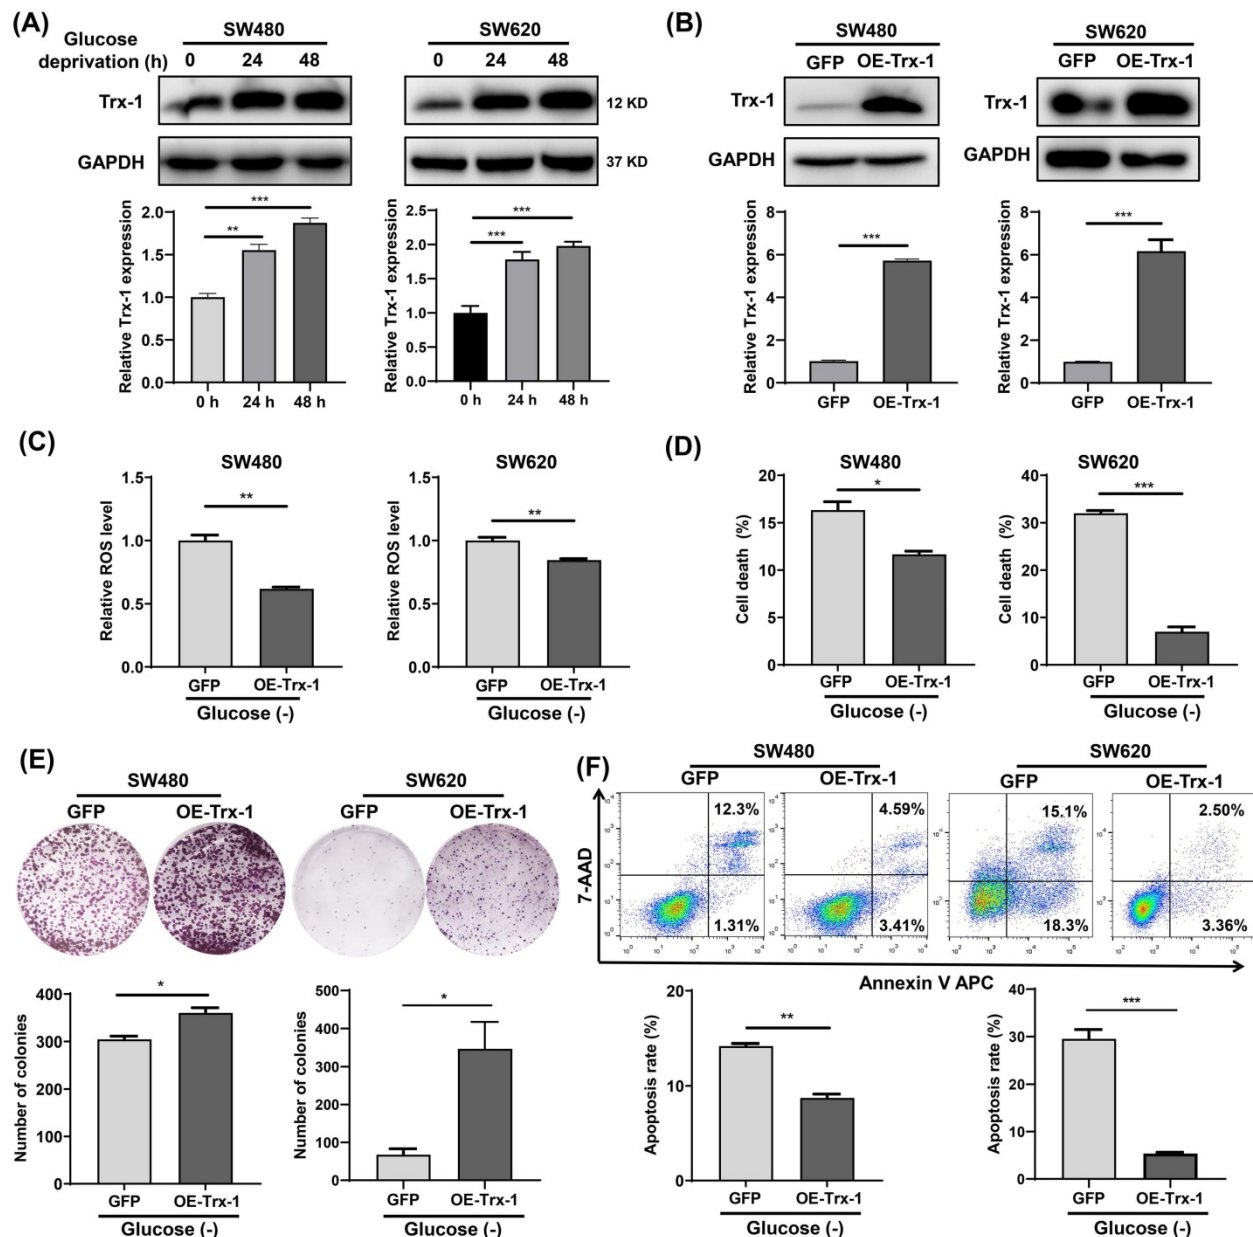 (A)
SW480
SW620
Glucose deprivation (h)
0 24 48
0 24 48
Trx-1
12 KD
GAPDH
37 KD
Relative Trx-1 expression
2.0
1.5
1.0
0.5
0.0
***
**
0 h 24 h 48 h
Relative Trx-1 expression
2.5
2.0
1.5
1.0
0.5
0.0
***
***
0 h 24 h 48 h
(B)
SW480
SW620
GFP OE-Trx-1
GFP OE-Trx-1
Trx-1
Trx-1
GAPDH
GAPDH
Relative Trx-1 expression
8
6
4
2
0
***
GFP OE-Trx-1
Relative Trx-1 expression
8
6
4
2
0
***
GFP OE-Trx-1
(C)
SW480
Relative ROS level
1.5
1.0
0.5
0.0
**
GFP OE-Trx-1
Glucose (-)
SW620
Relative ROS level
1.5
1.0
0.5
0.0
**
GFP OE-Trx-1
Glucose (-)
(D)
SW480
Cell death (%)
20
15
10
5
0
*
GFP OE-Trx-1
Glucose (-)
SW620
Cell death (%)
40
30
20
10
0
***
GFP OE-Trx-1
Glucose (-)
(E)
SW480
SW620
GFP OE-Trx-1
GFP OE-Trx-1
Number of colonies
400
300
200
100
0
*
GFP OE-Trx-1
Glucose (-)
Number of colonies
500
400
300
200
100
0
*
GFP OE-Trx-1
Glucose (-)
(F)
SW480
SW620
GFP OE-Trx-1
GFP OE-Trx-1
7-AAD
12.3%
1.31%
4.59%
3.41%
15.1%
18.3%
2.50%
3.36%
Annexin V APC
Apoptosis rate (%)
20
10
0
**
GFP OE-Trx-1
Glucose (-)
Apoptosis rate (%)
40
30
20
10
0
***
GFP OE-Trx-1
Glucose (-)